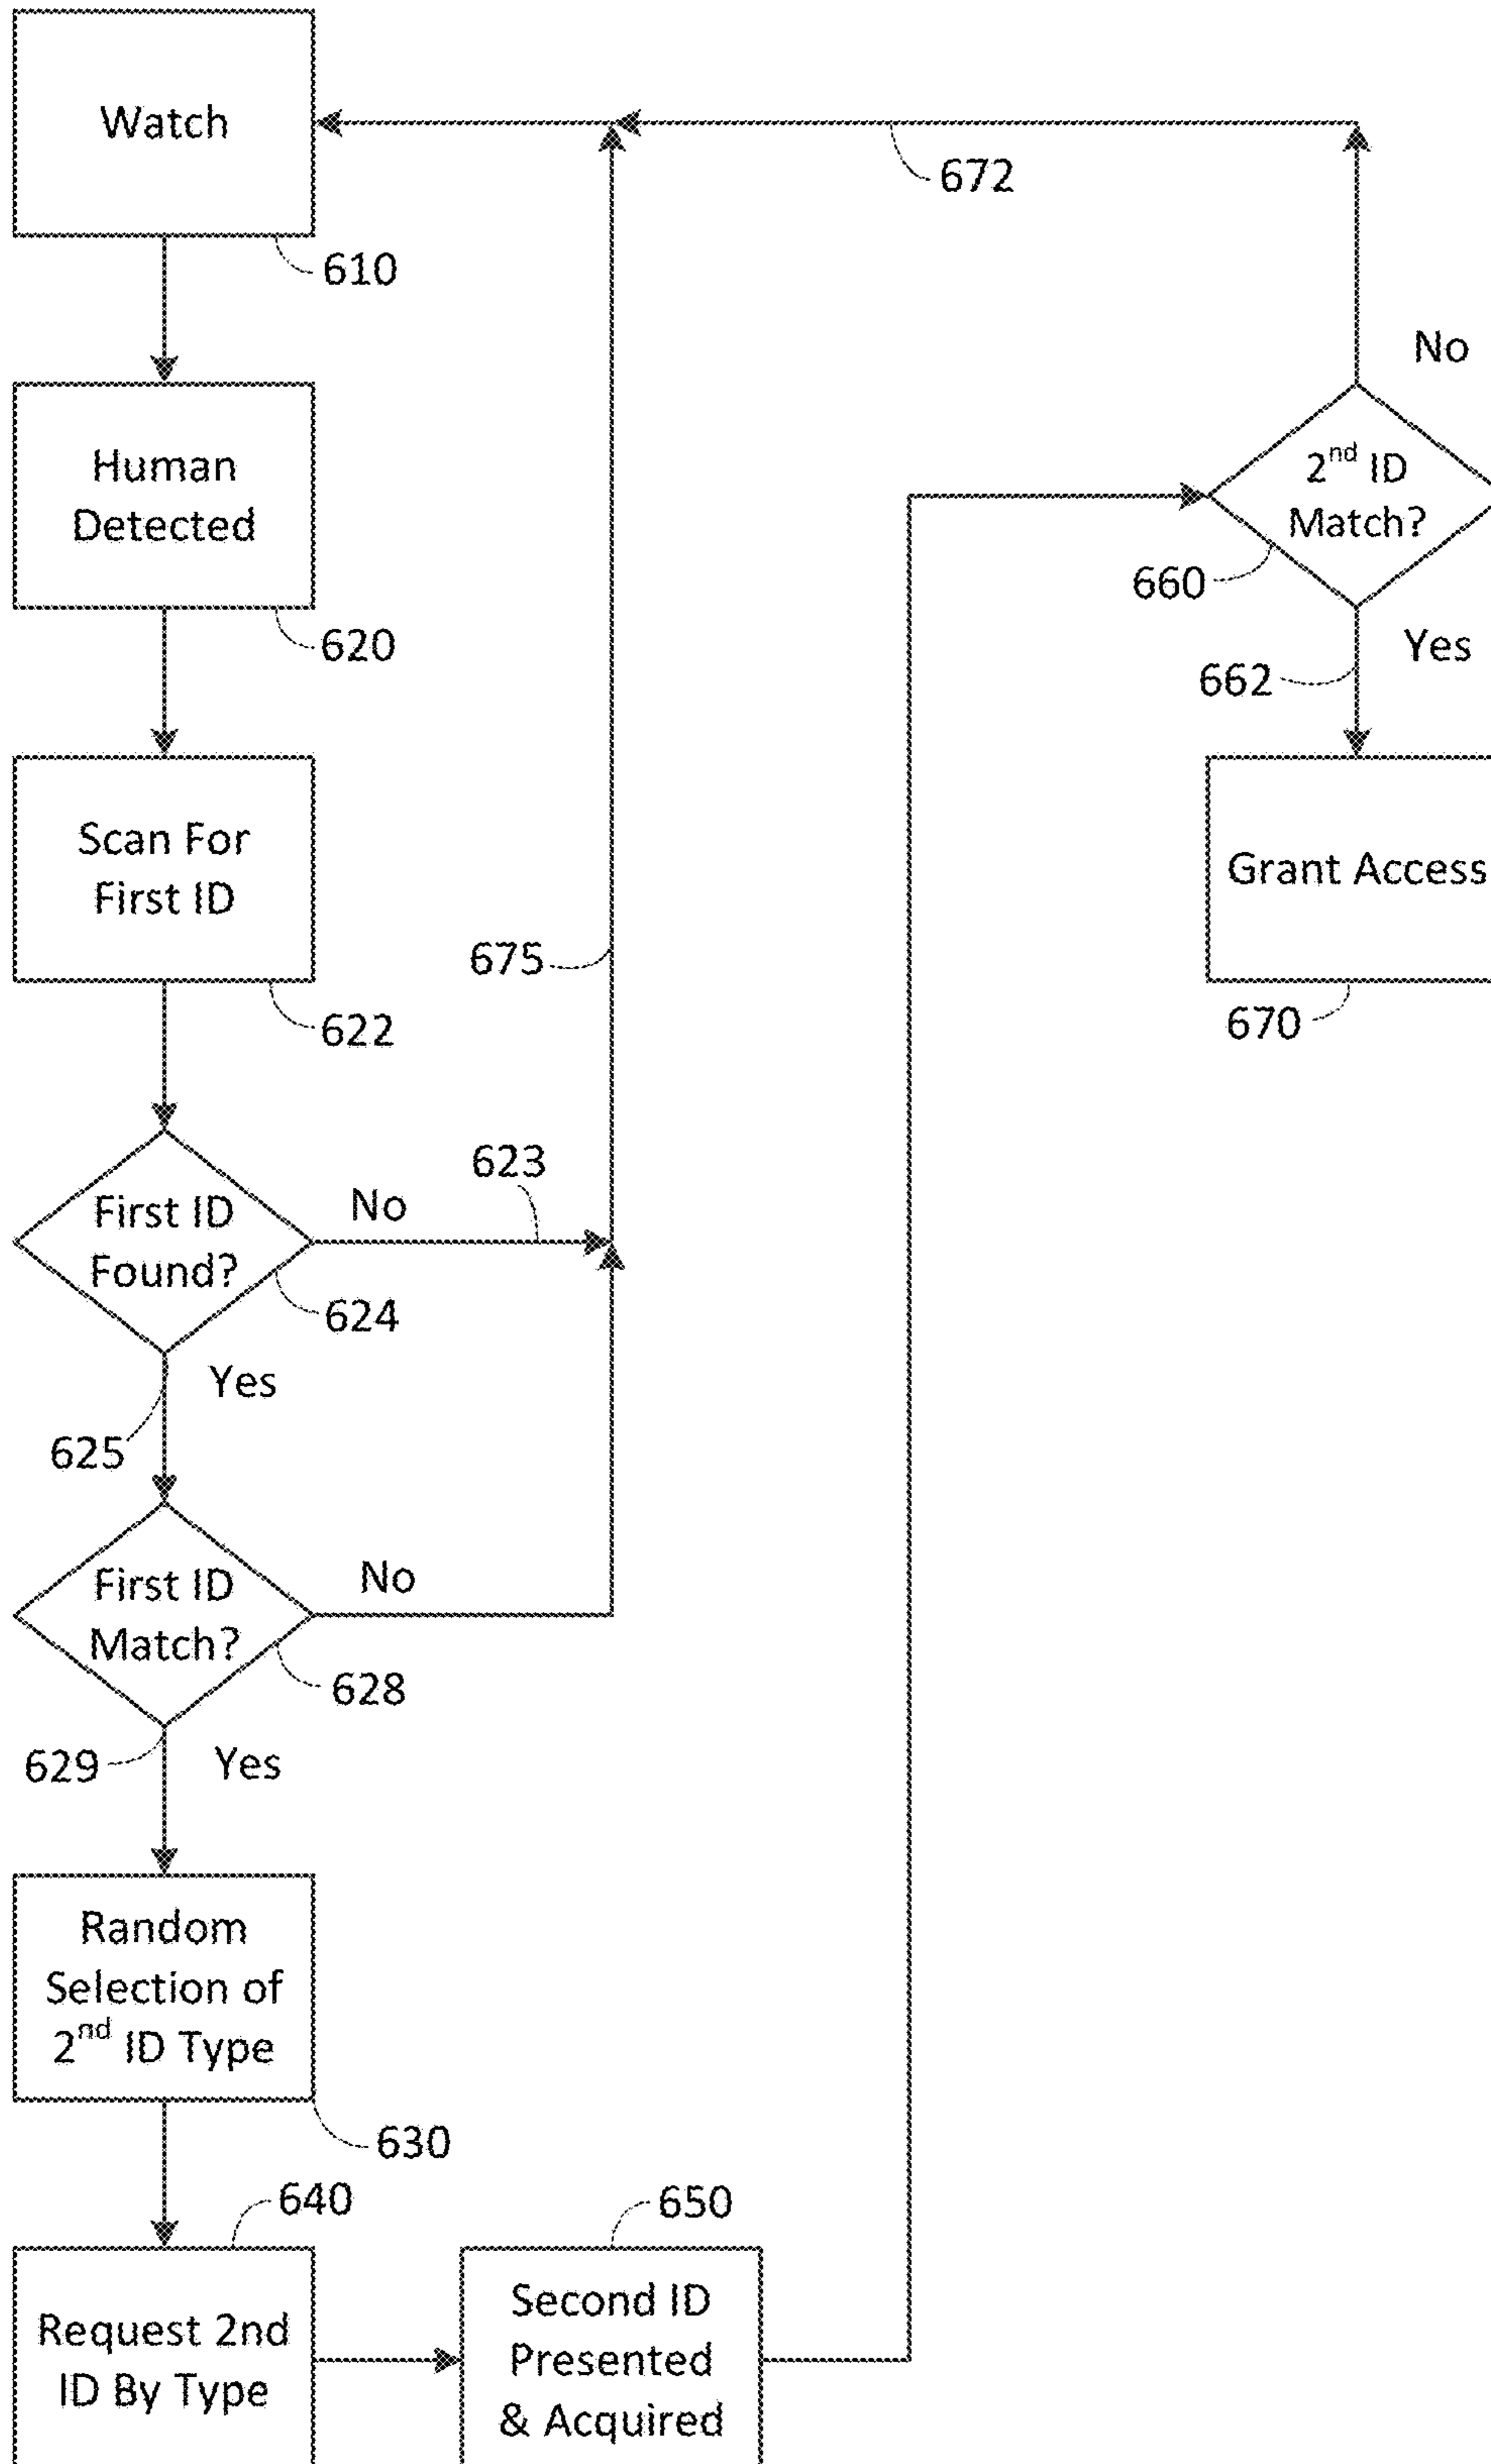 Watch
672
610
No
Human
Detected
2nd ID
Match?
660
620
Yes
662
Scan For
First ID
Grant Access
675
670
622
623
No
First ID
Found?
624
Yes
625
No
First ID
Match?
628
629
Yes
Random
Selection of
2nd ID Type
630
640
650
Request 2nd
ID By Type
Second ID
Presented
& Acquired